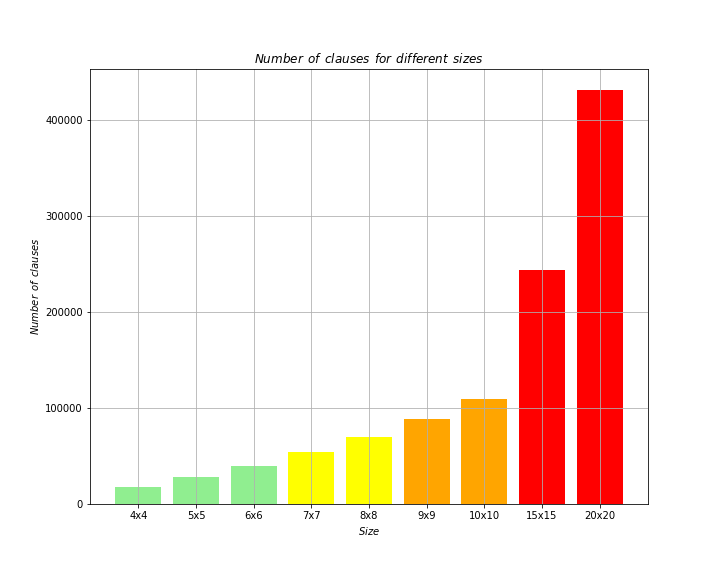 Number of clauses for different sizes
400000
300000
200000
100000
0
Number of clauses
4x4 5x5 6x6 7x7 8x8 9x9 10x10 15x15 20x20
Size